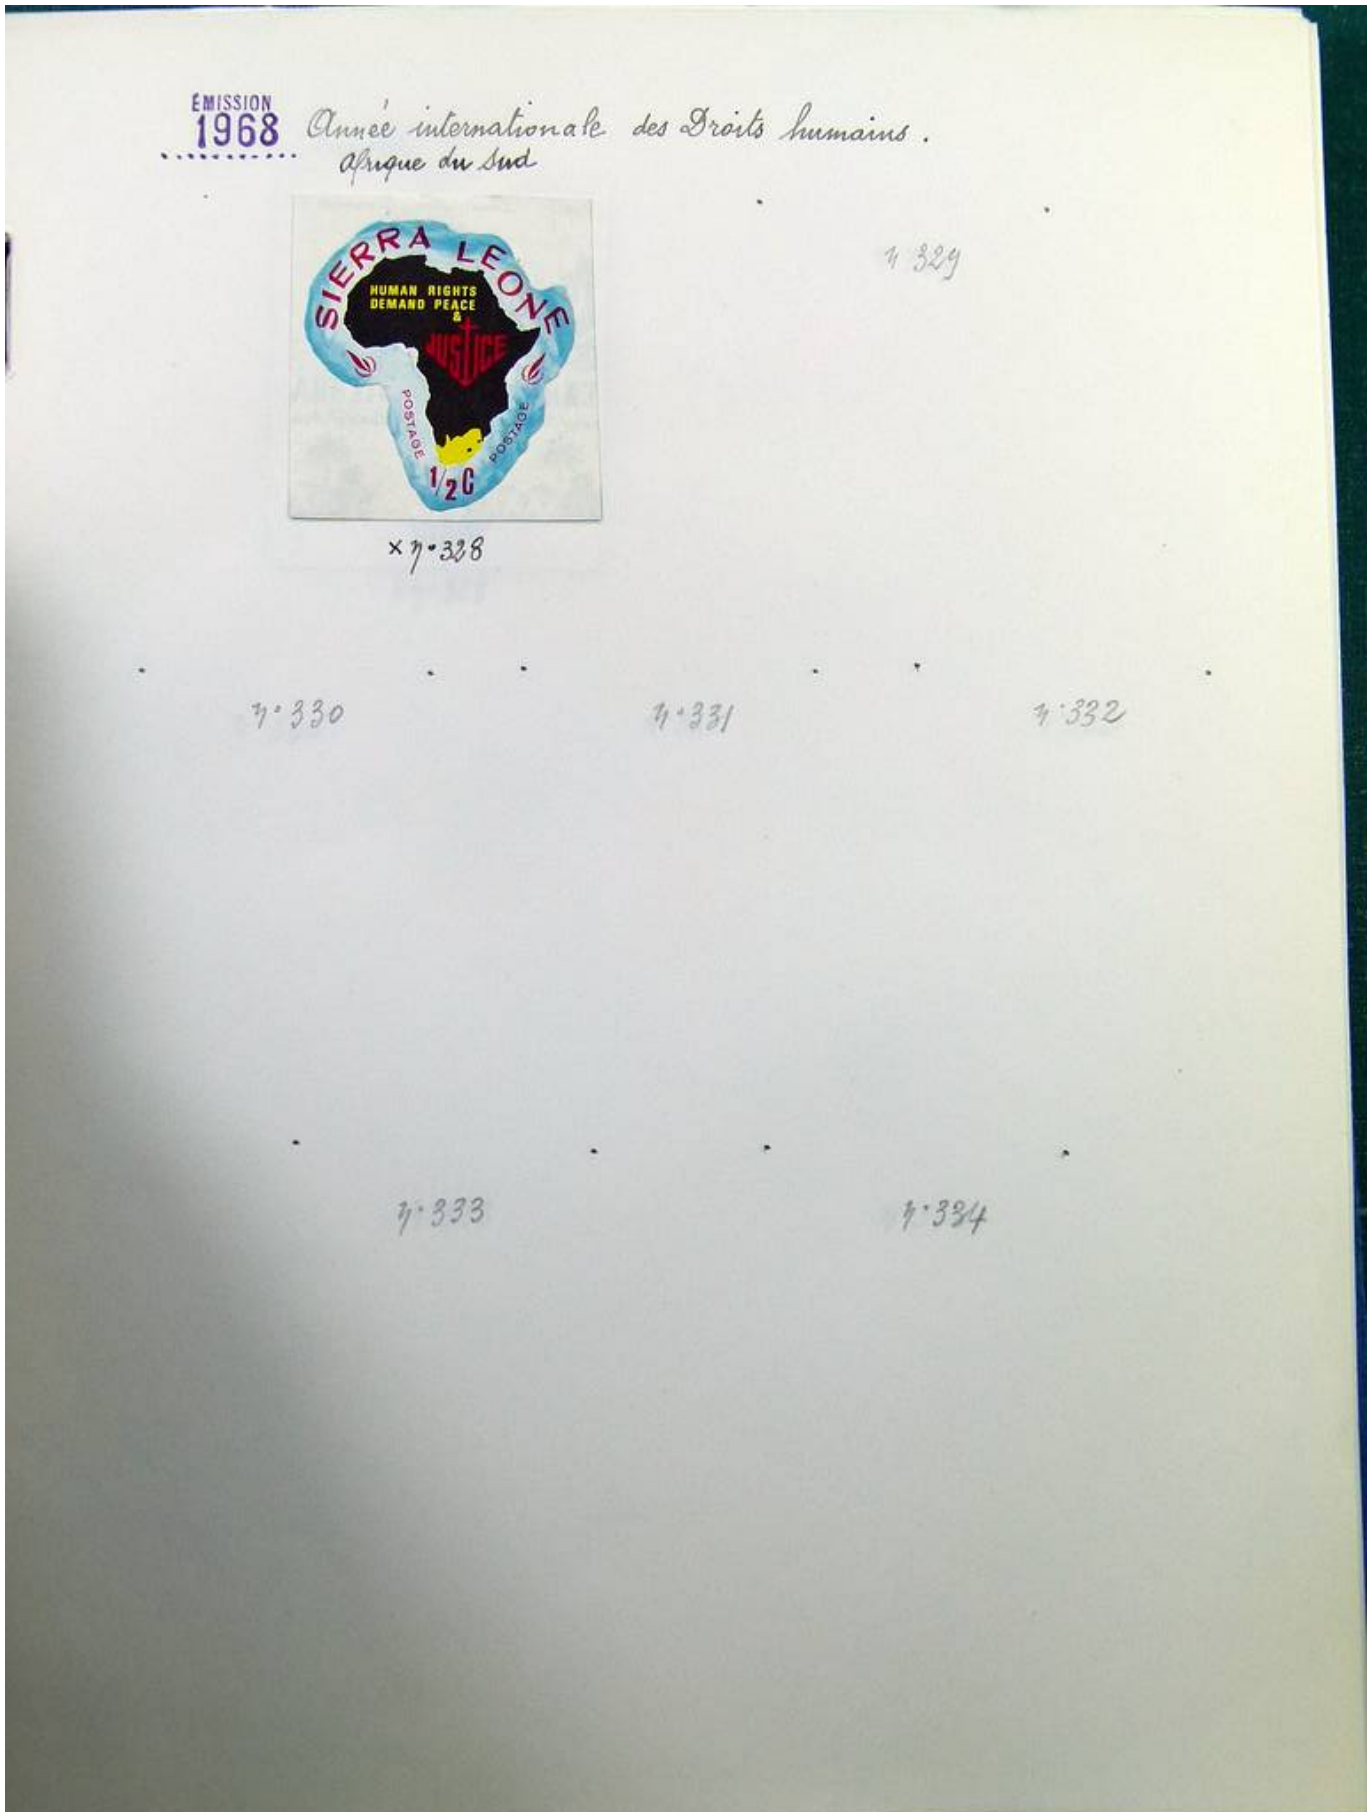 ÉMISSION
1968
Année internationale des Droits humains.
Afrique du Sud
SIERRA LEONE
HUMAN RIGHTS
DEMAND PEACE
&
JUSTICE
POSTAGE
POSTAGE
1/2 C
n° 329
x n° 328
n° 330
n° 331
n° 332
n° 333
n° 334